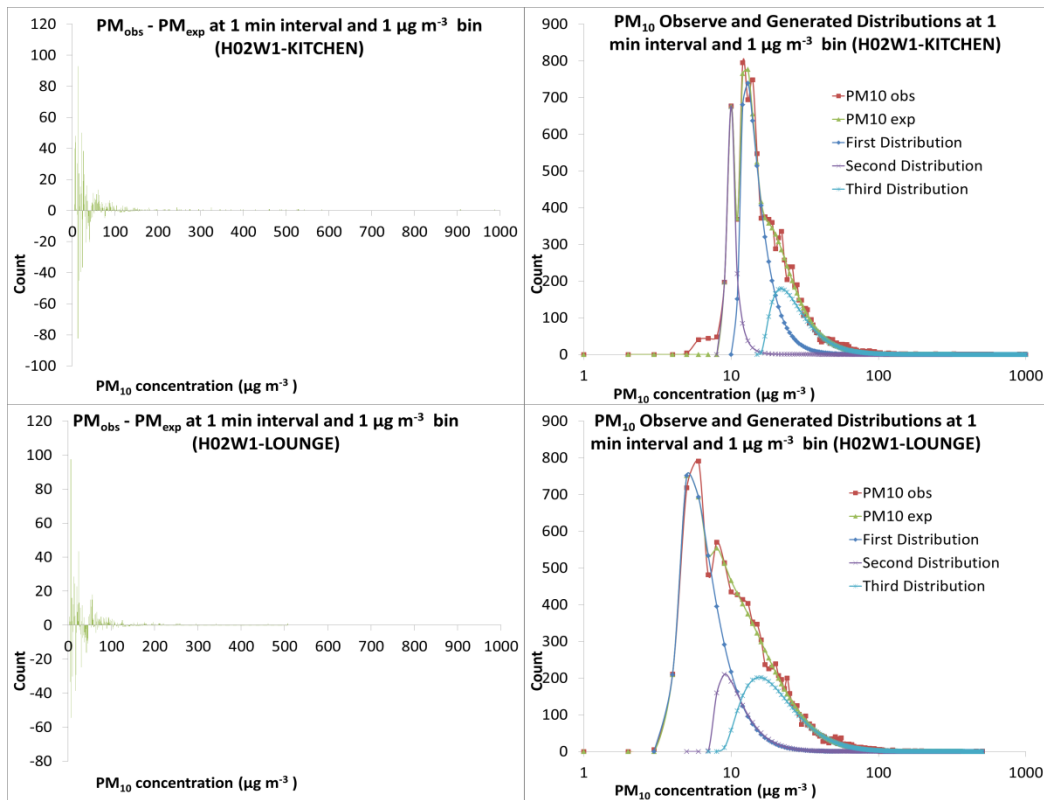 PMobs - PMexp at 1 min interval and 1 µg m-3 bin
(H02W1-KITCHEN)
120
100
80
60
40
20
0
-20
-40
-60
-80
-100
Count
0 100 200 300 400 500 600 700 800 900 1000
PM10 concentration (µg m-3 )
PM10 Observe and Generated Distributions at 1
min interval and 1 µg m-3 bin (H02W1-KITCHEN)
900
800
700
600
500
400
300
200
100
0
Count
PM10 obs
PM10 exp
First Distribution
Second Distribution
Third Distribution
1 10 100 1000
PM10 concentration (µg m-3)
PMobs - PMexp at 1 min interval and 1 µg m-3 bin
(H02W1-LOUNGE)
120
100
80
60
40
20
0
-20
-40
-60
-80
Count
0 100 200 300 400 500 600 700 800 900 1000
PM10 concentration (µg m-3 )
PM10 Observe and Generated Distributions at 1
min interval and 1 µg m-3 bin (H02W1-LOUNGE)
900
800
700
600
500
400
300
200
100
0
Count
PM10 obs
PM10 exp
First Distribution
Second Distribution
Third Distribution
1 10 100 1000
PM10 concentration (µg m-3)